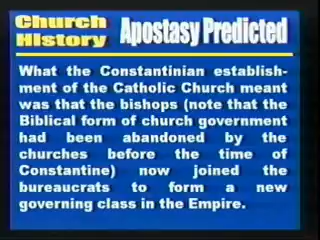 Church
History
Apostasy Predicted
What the Constantinian establish-
ment of the Catholic Church meant
was that the bishops (note that the
Biblical form of church government
had been abandoned by the
churches before the time of
Constantine) now joined the
bureaucrats to form a new
governing class in the Empire.